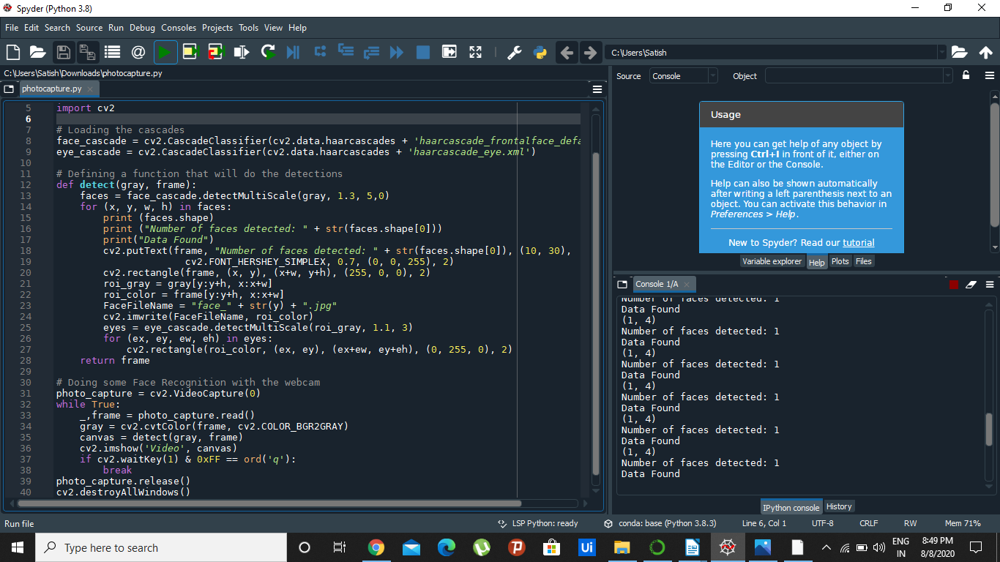 Spyder (Python 3.8)
File Edit Search Source Run Debug Consoles Projects Tools View Help
C:\Users\Satish
C:\Users\Satish\Downloads\photocapture.py
photocapture.py
5 import cv2
6
7 # Loading the cascades
8 face_cascade = cv2.CascadeClassifier(cv2.data.haarcascades + 'haarcascade_frontalface_defa
9 eye_cascade = cv2.CascadeClassifier(cv2.data.haarcascades + 'haarcascade_eye.xml')
10
11 # Defining a function that will do the detections
12 def detect(gray, frame):
13     faces = face_cascade.detectMultiScale(gray, 1.3, 5,0)
14     for (x, y, w, h) in faces:
15         print (faces.shape)
16         print ("Number of faces detected: " + str(faces.shape[0]))
17         print("Data Found")
18         cv2.putText(frame, "Number of faces detected: " + str(faces.shape[0]), (10, 30),
19                       cv2.FONT_HERSHEY_SIMPLEX, 0.7, (0, 0, 255), 2)
20         cv2.rectangle(frame, (x, y), (x+w, y+h), (255, 0, 0), 2)
21         roi_gray = gray[y:y+h, x:x+w]
22         roi_color = frame[y:y+h, x:x+w]
23         FaceFileName = "face_" + str(y) + ".jpg"
24         cv2.imwrite(FaceFileName, roi_color)
25         eyes = eye_cascade.detectMultiScale(roi_gray, 1.1, 3)
26         for (ex, ey, ew, eh) in eyes:
27             cv2.rectangle(roi_color, (ex, ey), (ex+ew, ey+eh), (0, 255, 0), 2)
28     return frame
29
30 # Doing some Face Recognition with the webcam
31 photo_capture = cv2.VideoCapture(0)
32 while True:
33     _,frame = photo_capture.read()
34     gray = cv2.cvtColor(frame, cv2.COLOR_BGR2GRAY)
35     canvas = detect(gray, frame)
36     cv2.imshow('Video', canvas)
37     if cv2.waitKey(1) & 0xFF == ord('q'):
38         break
39 photo_capture.release()
40 cv2.destroyAllWindows()
Source Console Object
Usage
Here you can get help of any object by
pressing Ctrl+I in front of it, either on
the Editor or the Console.
Help can also be shown automatically
after writing a left parenthesis next to an
object. You can activate this behavior in
Preferences > Help.
New to Spyder? Read our tutorial
Variable explorer Help Plots Files
Console 1/A
Number of faces detected: 1
Data Found
(1, 4)
Number of faces detected: 1
Data Found
(1, 4)
Number of faces detected: 1
Data Found
(1, 4)
Number of faces detected: 1
Data Found
(1, 4)
Number of faces detected: 1
Data Found
(1, 4)
Number of faces detected: 1
Data Found
IPython console History
Run file LSP Python: ready conda: base (Python 3.8.3) Line 6, Col 1 UTF-8 CRLF RW Mem 71%
Type here to search
Ui
ENG
IN
8:49 PM
8/8/2020